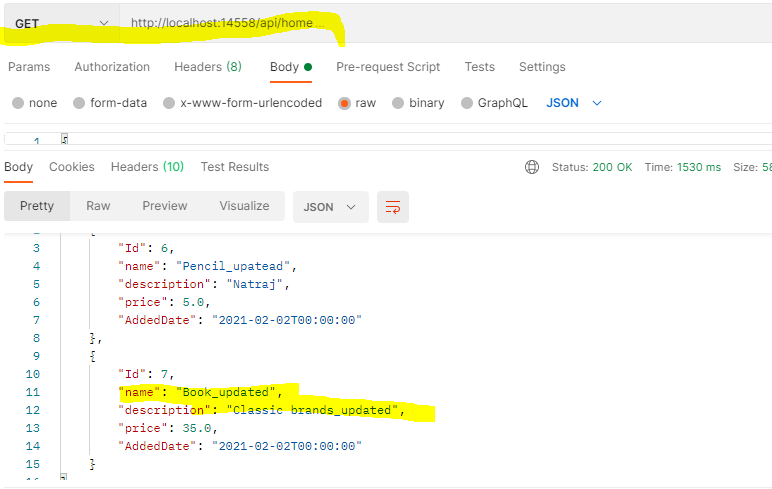 GET http://localhost:14558/api/home...
Params Authorization Headers (8) Body Pre-request Script Tests Settings
none form-data x-www-form-urlencoded raw binary GraphQL JSON
1 {
Body Cookies Headers (10) Test Results Status: 200 OK Time: 1530 ms Size: 58
Pretty Raw Preview Visualize JSON
2 {
3 "Id": 6,
4 "name": "Pencil_upatead",
5 "description": "Natraj",
6 "price": 5.0,
7 "AddedDate": "2021-02-02T00:00:00"
8 },
9 {
10 "Id": 7,
11 "name": "Book_updated",
12 "description": "Classic brands_updated",
13 "price": 35.0,
14 "AddedDate": "2021-02-02T00:00:00"
15 }
16 ]